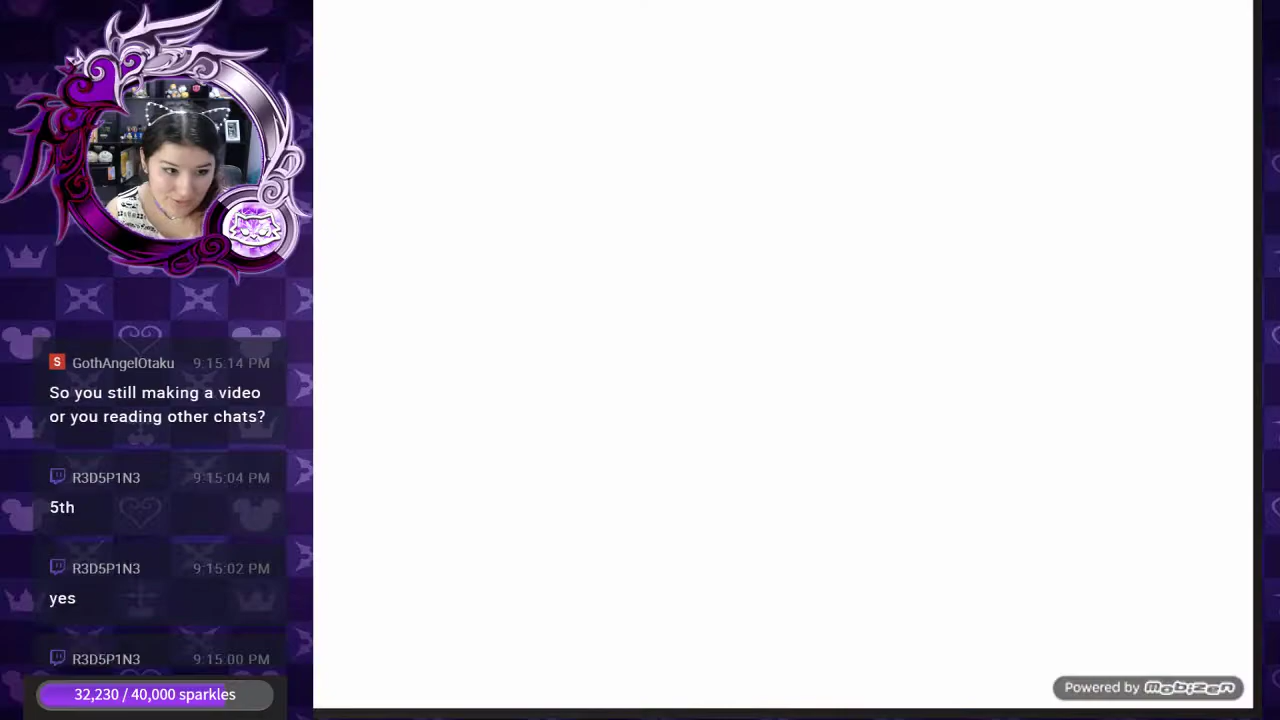 S GothAngelOtaku 9:15:14 PM
So you still making a video
or you reading other chats?
R3D5P1N3 9:15:04 PM
5th
R3D5P1N3 9:15:02 PM
yes
R3D5P1N3 9:15:00 PM
32,230 / 40,000 sparkles
Powered by mobizen